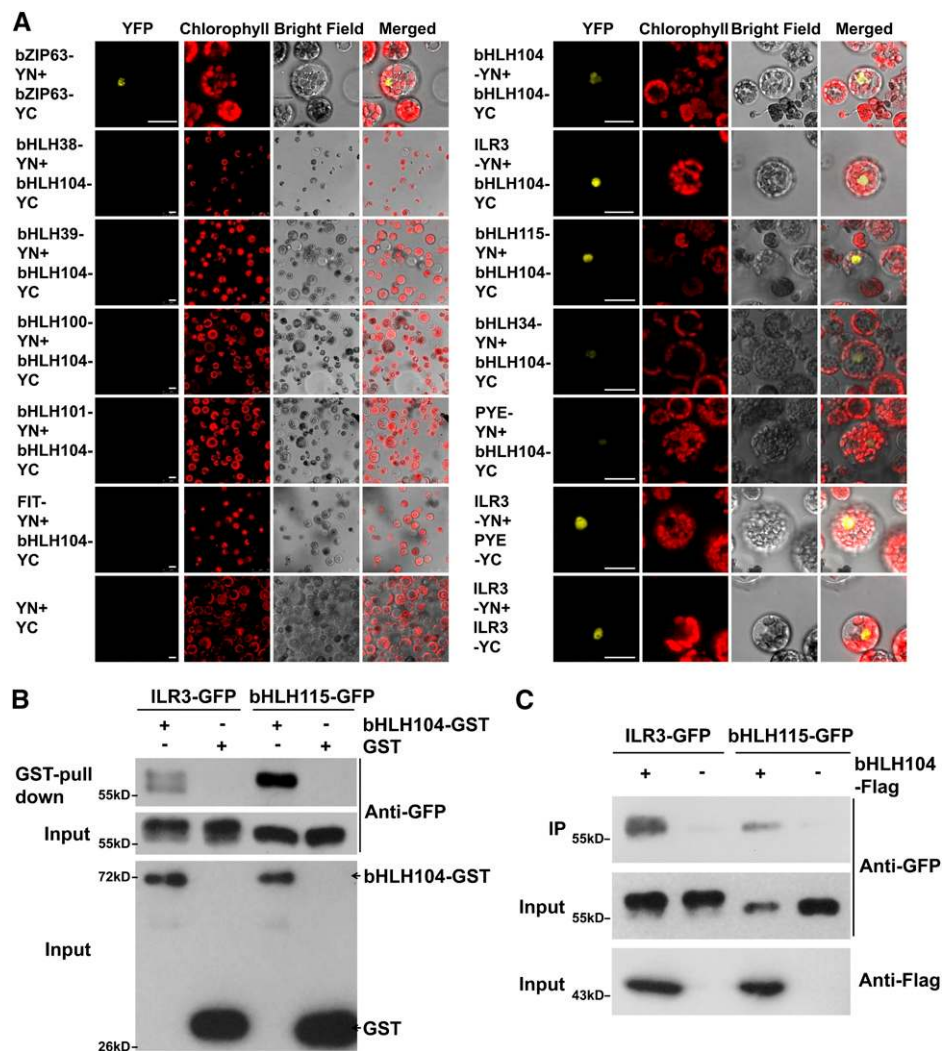 A
YFP Chlorophyll Bright Field Merged
bZIP63-
YN+
bZIP63-
YC
bHLH38-
YN+
bHLH104-
YC
bHLH39-
YN+
bHLH104-
YC
bHLH100-
YN+
bHLH104-
YC
bHLH101-
YN+
bHLH104-
YC
FIT-
YN+
bHLH104-
YC
YN+
YC
YFP Chlorophyll Bright Field Merged
bHLH104
-YN+
bHLH104-
YC
ILR3
-YN+
bHLH104-
YC
bHLH115-
YN+
bHLH104-
YC
bHLH34-
YN+
bHLH104-
YC
PYE-
YN+
bHLH104-
YC
ILR3
-YN+
PYE
-YC
ILR3
-YN+
ILR3
-YC
B
ILR3-GFP bHLH115-GFP
+ - + - bHLH104-GST
- + - + GST
GST-pull
down
55kD-
Anti-GFP
Input
55kD-
72kD-
bHLH104-GST
Input
GST
26kD-
C
ILR3-GFP bHLH115-GFP
+ - + - bHLH104
-Flag
IP
55kD-
Anti-GFP
Input
55kD-
Input
43kD-
Anti-Flag